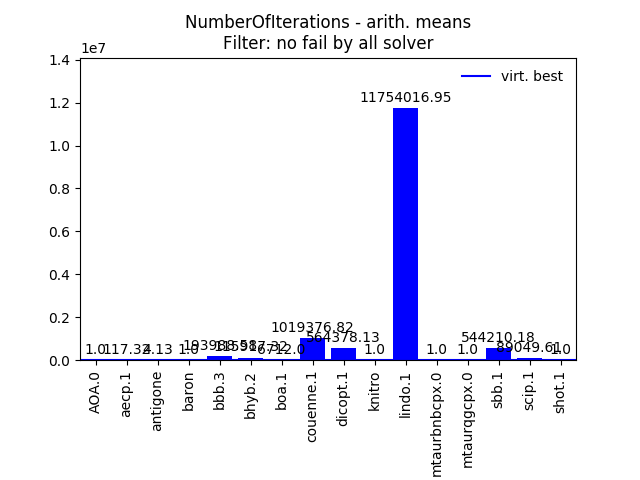 NumberOfIterations - arith. means
Filter: no fail by all solver
1e7
1.4
1.2
1.0
0.8
0.6
0.4
0.2
0.0
virt. best
11754016.95
1019376.82
564378.13
544210.18
89049.61
1.0
117.32
4.13
1.0
6712.0
1.0
1.0
1.0
1.0
AOA.0
aecp.1
antigone
baron
bbb.3
bhyb.2
boa.1
couenne.1
dicopt.1
knitro
lindo.1
mtaurbnbcpx.0
mtaurqgcpx.0
sbb.1
scip.1
shot.1